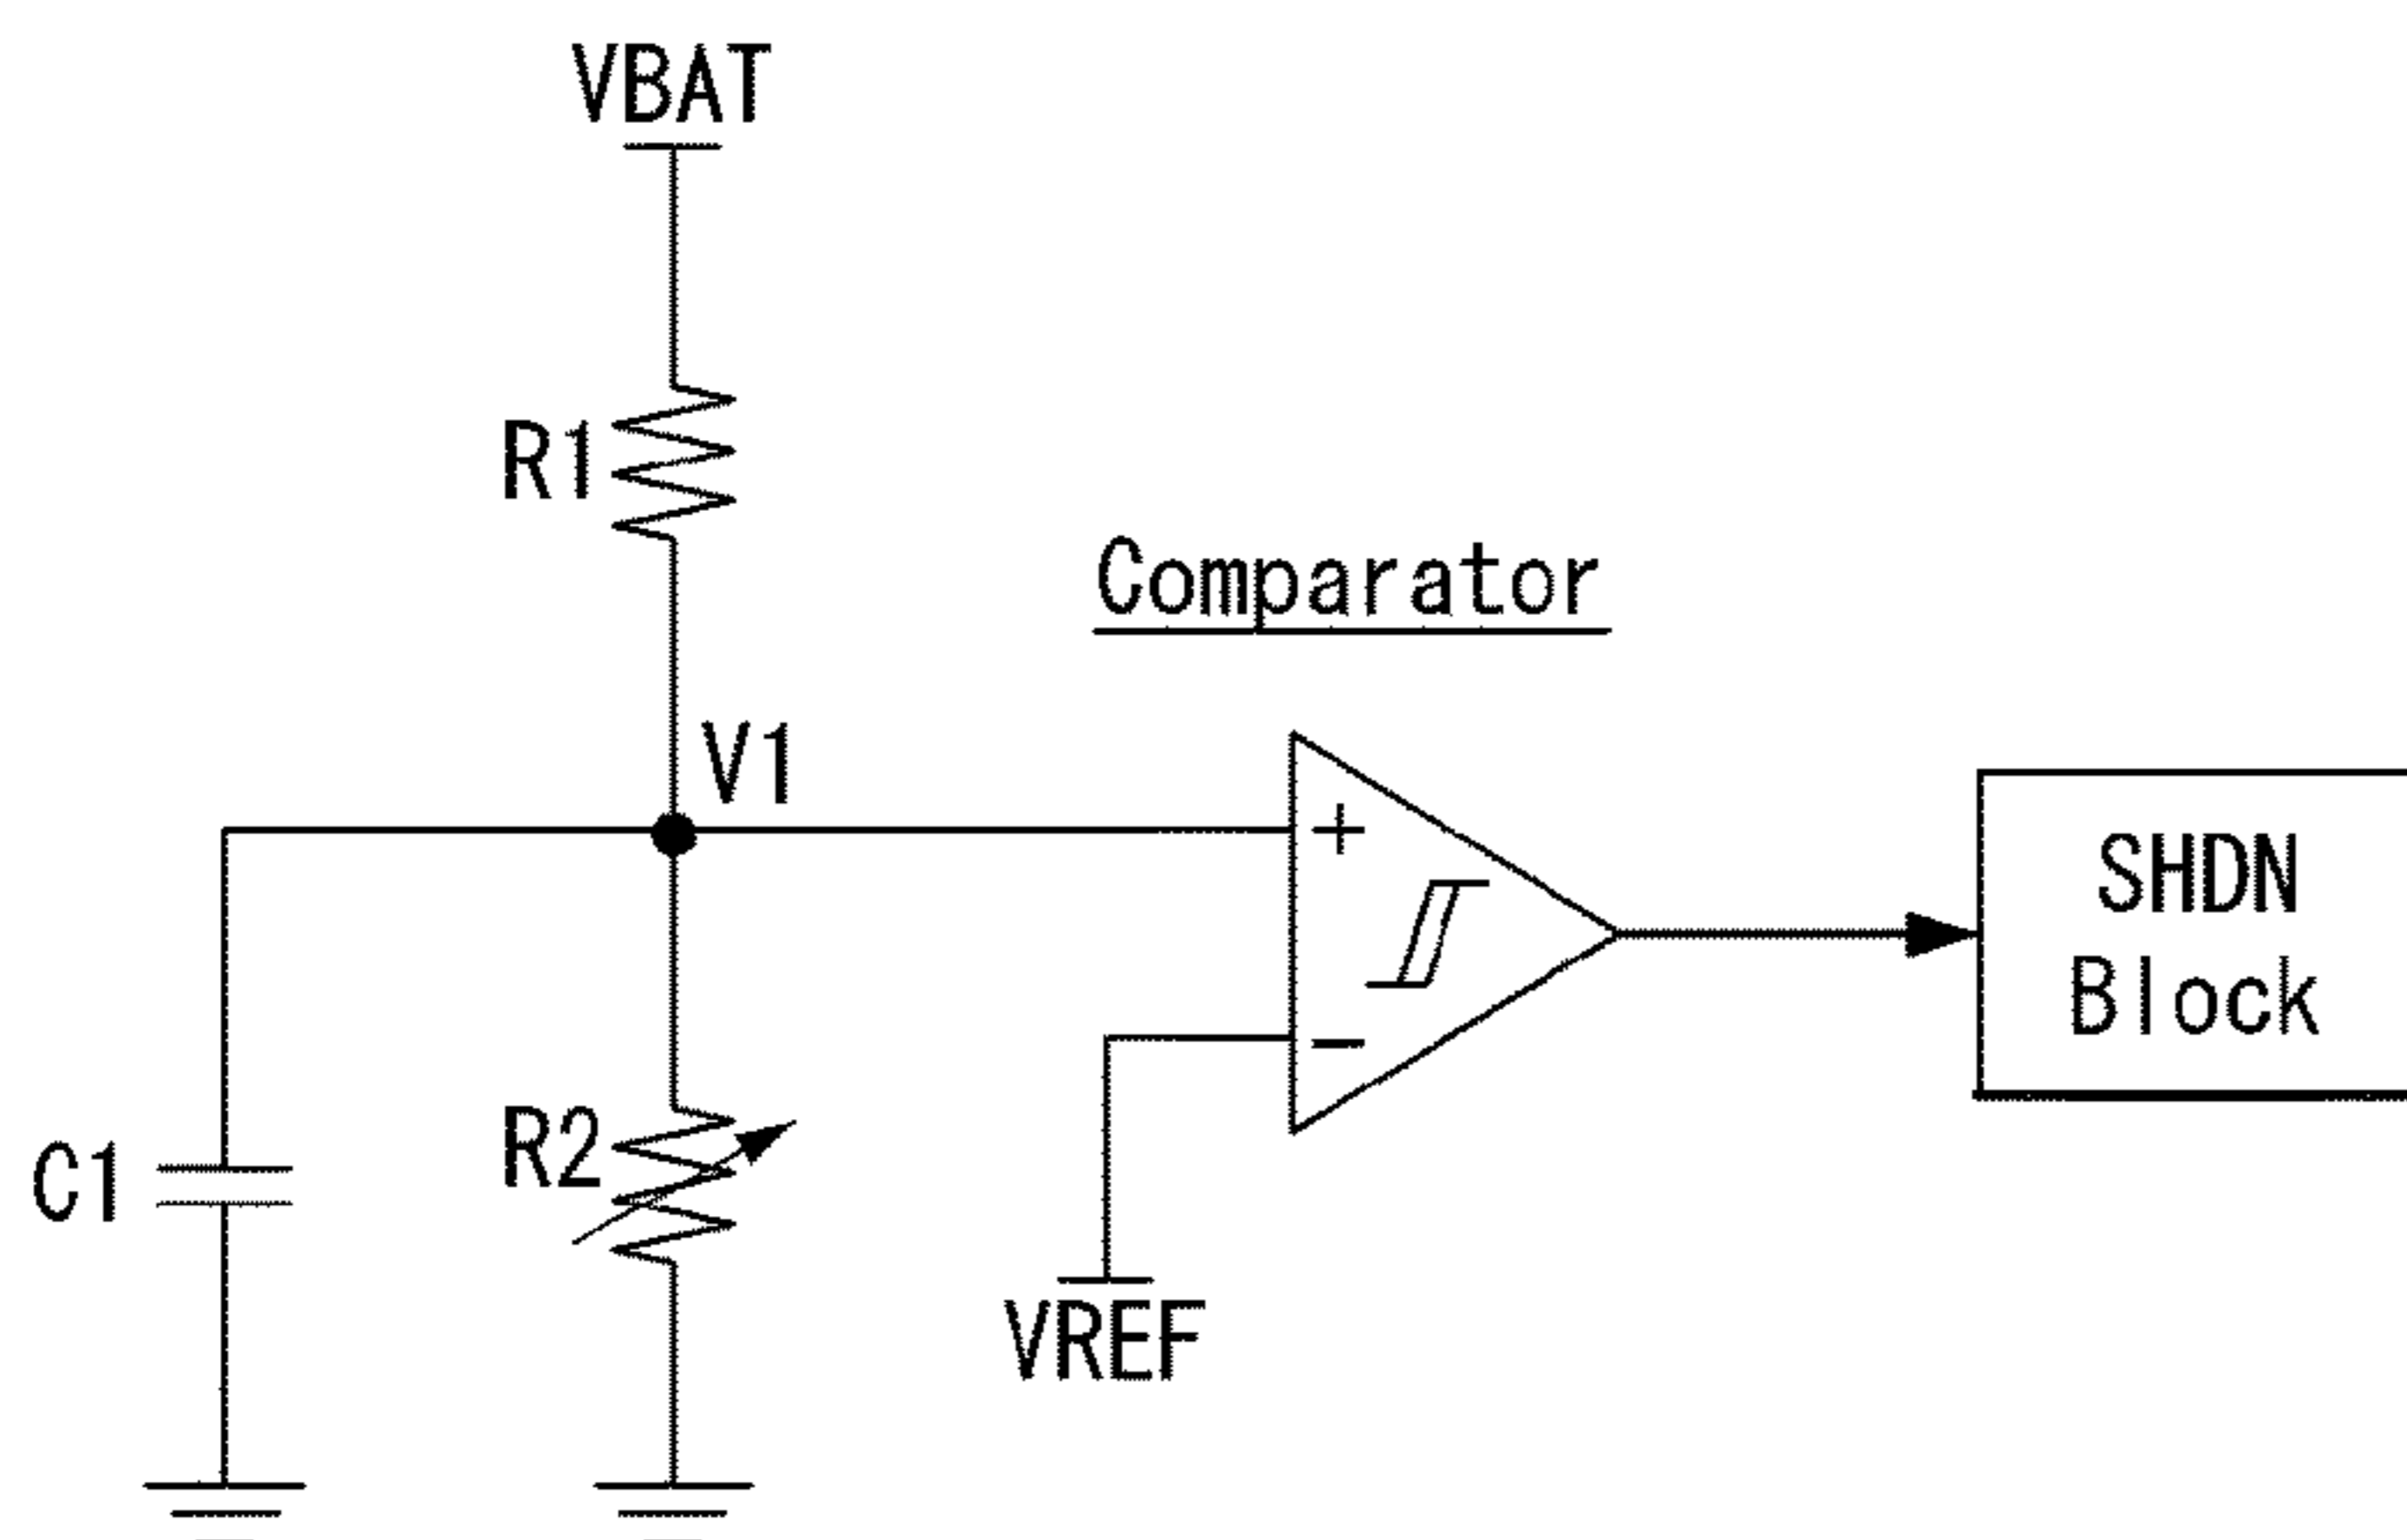 VBAT
R1
Comparator
V1
+
SHDN
Block
−
C1
R2
VREF